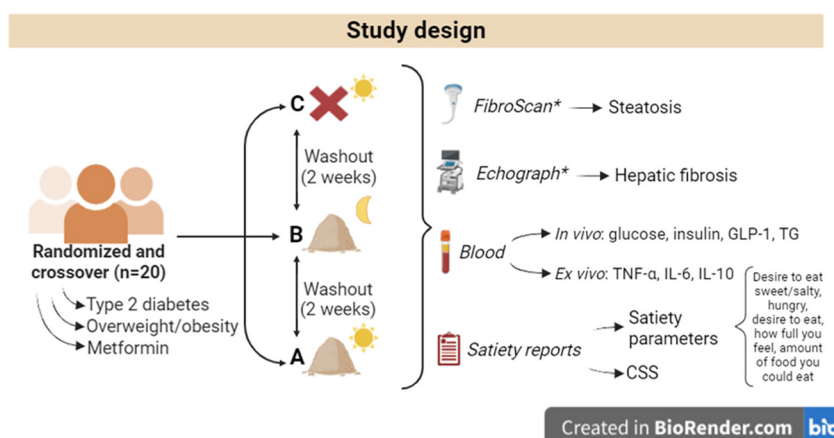 Study design
C
Washout
(2 weeks)
B
Washout
(2 weeks)
A
Randomized and
crossover (n=20)
Type 2 diabetes
Overweight/obesity
Metformin
FibroScan* Steatosis
Echograph* Hepatic fibrosis
Blood
In vivo: glucose, insulin, GLP-1, TG
Ex vivo: TNF-α, IL-6, IL-10
Satiety reports
Satiety
parameters
CSS
Desire to eat
sweet/salty,
hungry,
desire to eat,
how full you
feel, amount
of food you
could eat
Created in BioRender.com